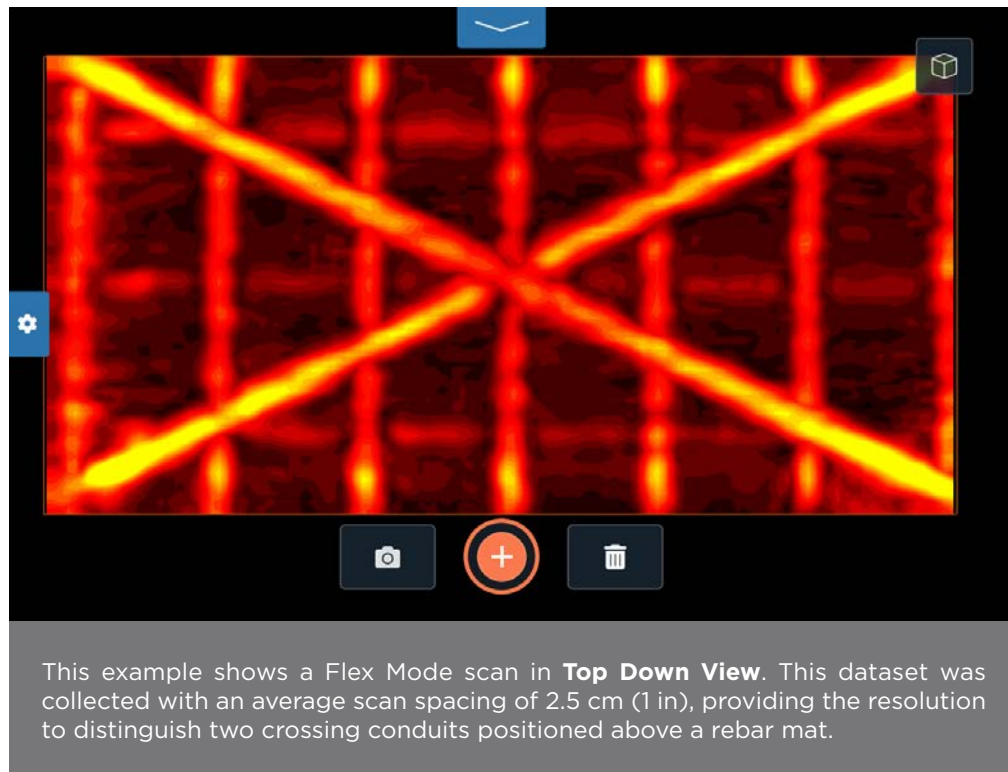 This example shows a Flex Mode scan in Top Down View. This dataset was
collected with an average scan spacing of 2.5 cm (1 in), providing the resolution
to distinguish two crossing conduits positioned above a rebar mat.